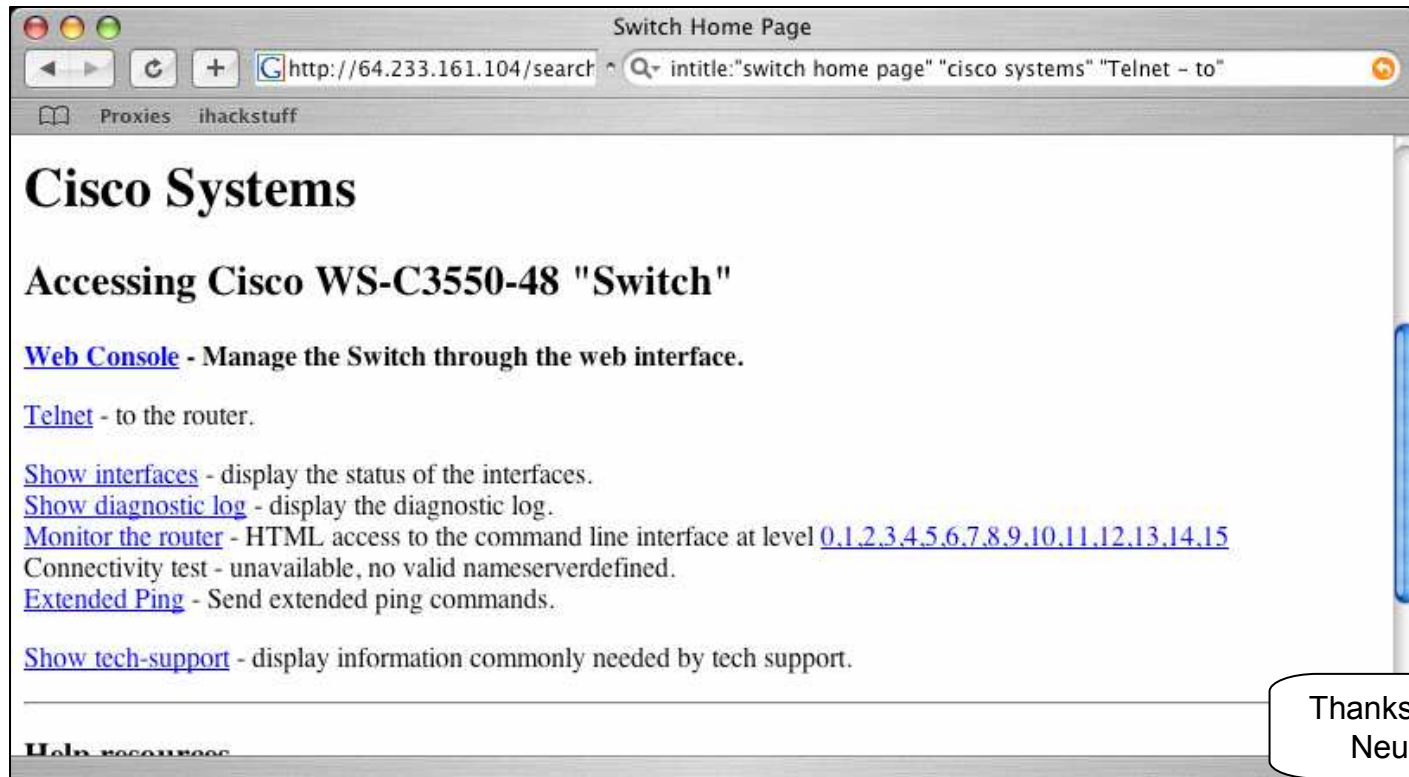 Switch Home Page
http://64.233.161.104/search
intitle:"switch home page" "cisco systems" "Telnet – to"
Proxies ihackstuff
Cisco Systems
Accessing Cisco WS-C3550-48 "Switch"
Web Console - Manage the Switch through the web interface.
Telnet - to the router.
Show interfaces - display the status of the interfaces.
Show diagnostic log - display the diagnostic log.
Monitor the router - HTML access to the command line interface at level 0,1,2,3,4,5,6,7,8,9,10,11,12,13,14,15
Connectivity test - unavailable, no valid nameserverdefined.
Extended Ping - Send extended ping commands.
Show tech-support - display information commonly needed by tech support.
Help resources
Thanks
Neu